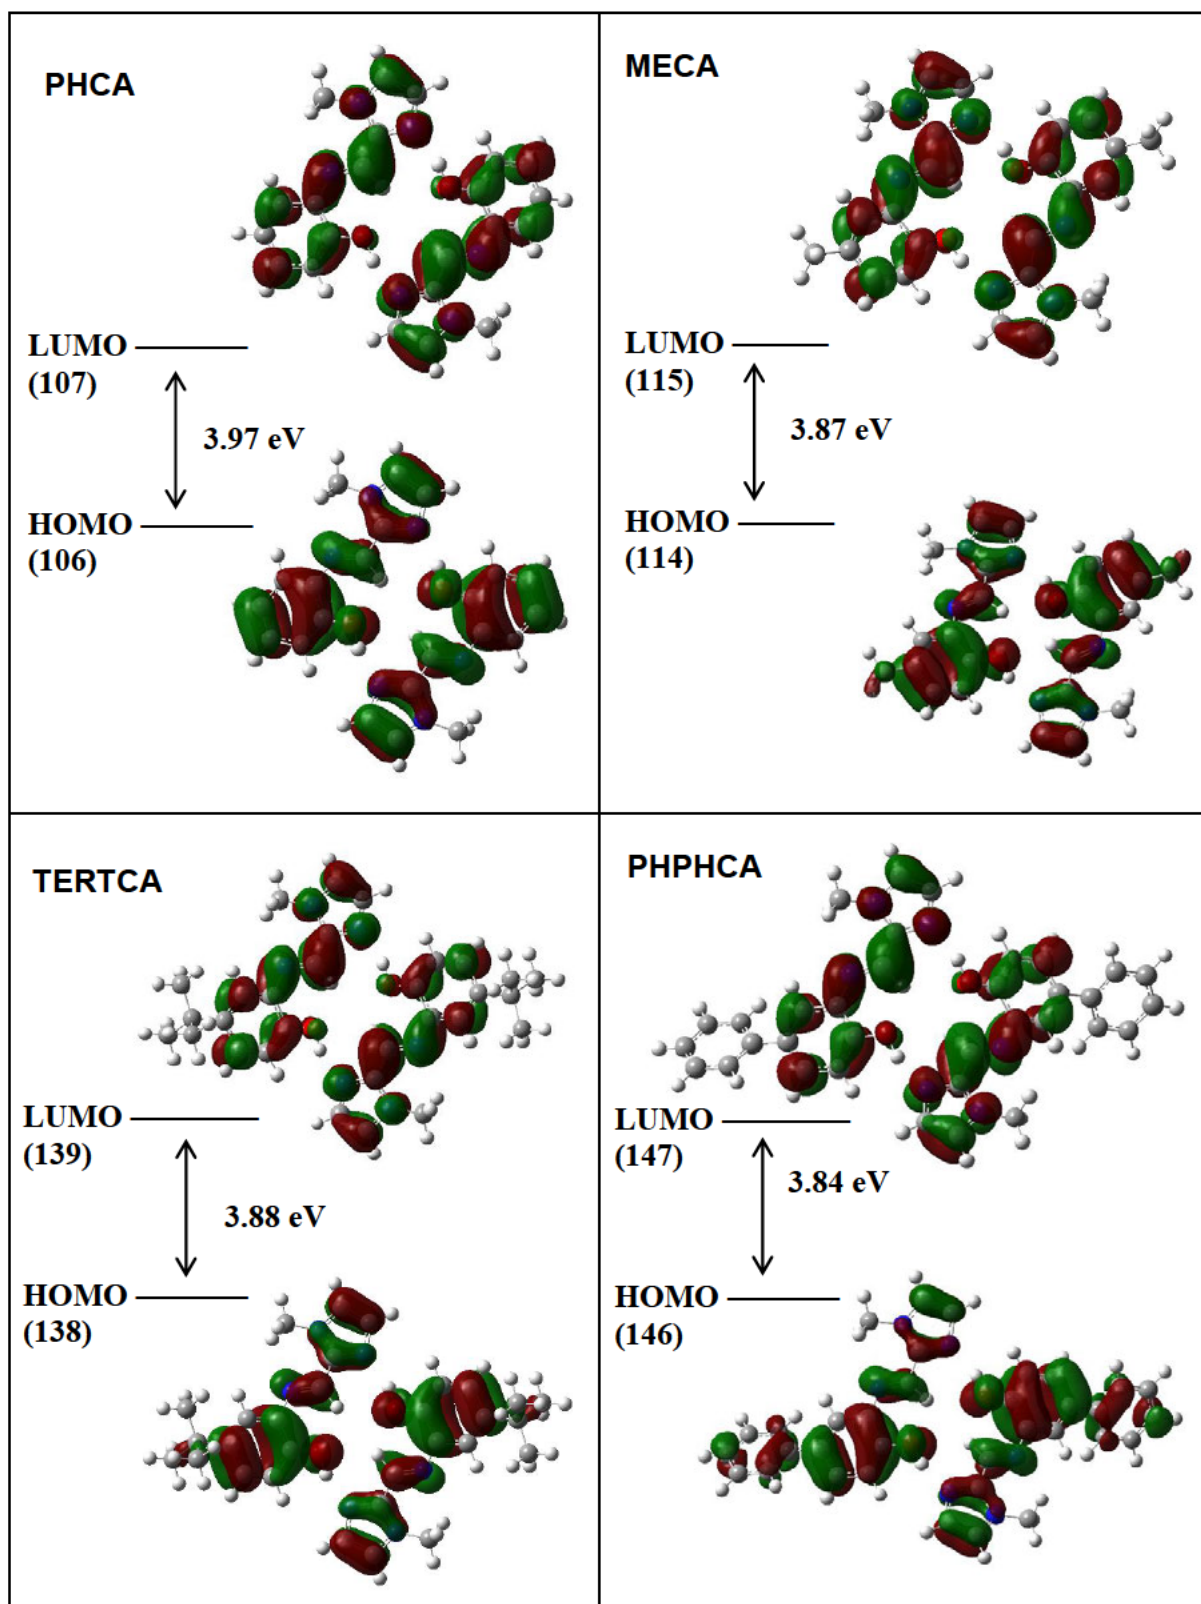 PHCA
LUMO
(107)
3.97 eV
HOMO
(106)
MECA
LUMO
(115)
3.87 eV
HOMO
(114)
TERTCA
LUMO
(139)
3.88 eV
HOMO
(138)
PHPHCA
LUMO
(147)
3.84 eV
HOMO
(146)